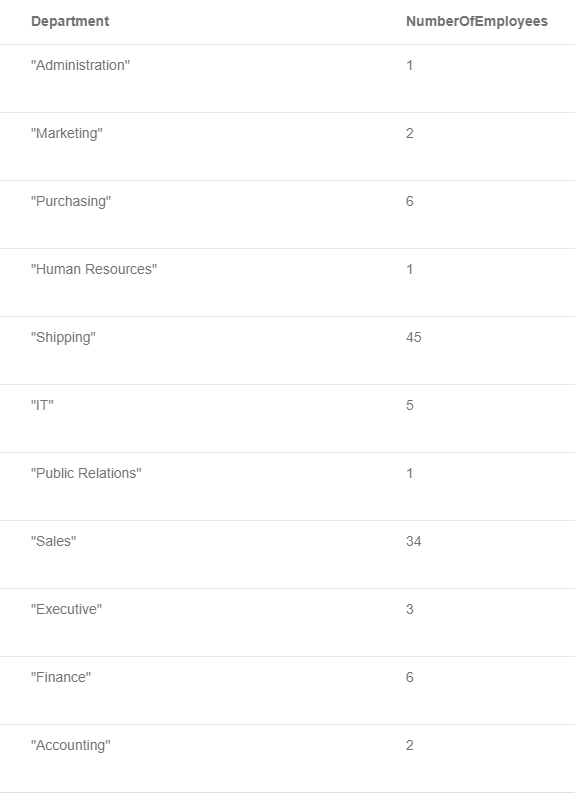 Department NumberOfEmployees
"Administration" 1
"Marketing" 2
"Purchasing" 6
"Human Resources" 1
"Shipping" 45
"IT" 5
"Public Relations" 1
"Sales" 34
"Executive" 3
"Finance" 6
"Accounting" 2